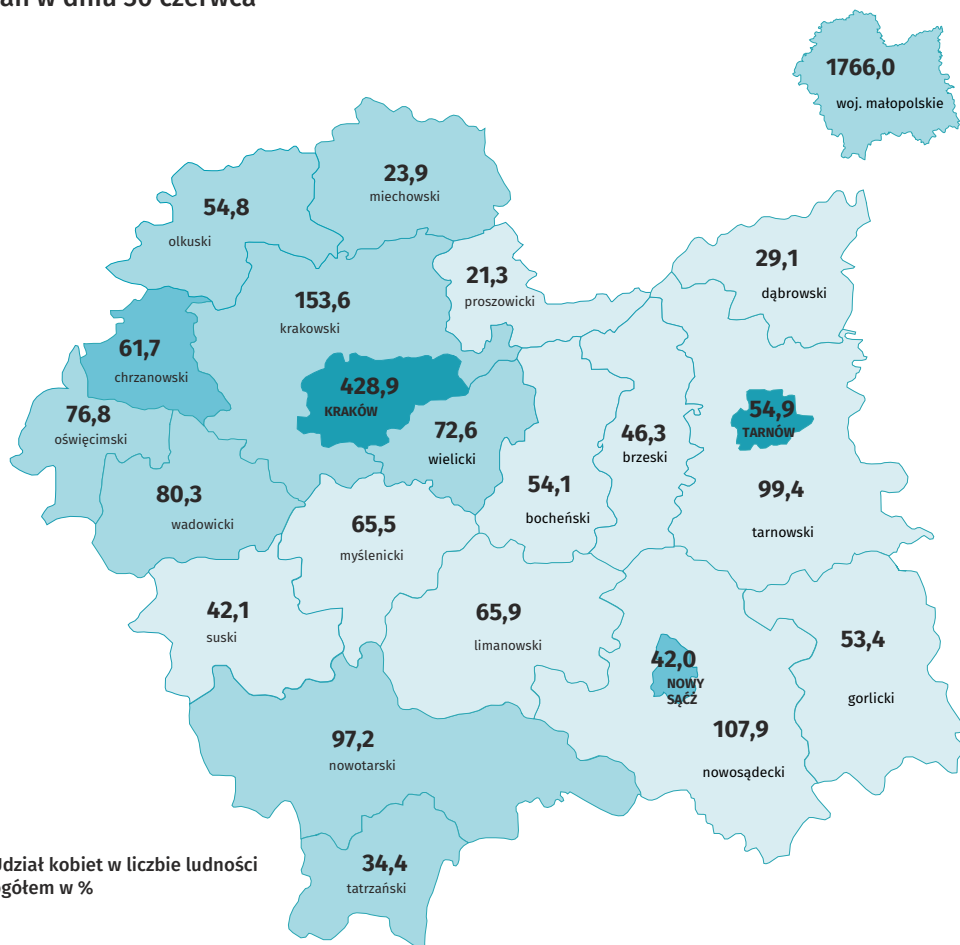 w dniu 30 czerwca
1766,0
woj. małopolskie
23,9
miechowski
54,8
olkuski
29,1
dąbrowski
21,3
proszowicki
153,6
krakowski
61,7
chrzanowski
428,9
KRAKÓW
76,8
oświęcimski
54,9
TARNÓW
72,6
wielicki
46,3
brzeski
80,3
wadowicki
54,1
bocheński
99,4
tarnowski
65,5
myślenicki
42,1
suski
65,9
limanowski
53,4
gorlicki
42,0
NOWY
SĄCZ
107,9
nowosądecki
97,2
nowotarski
34,4
tatrzański
Udział kobiet w liczbie ludności
ogółem w %